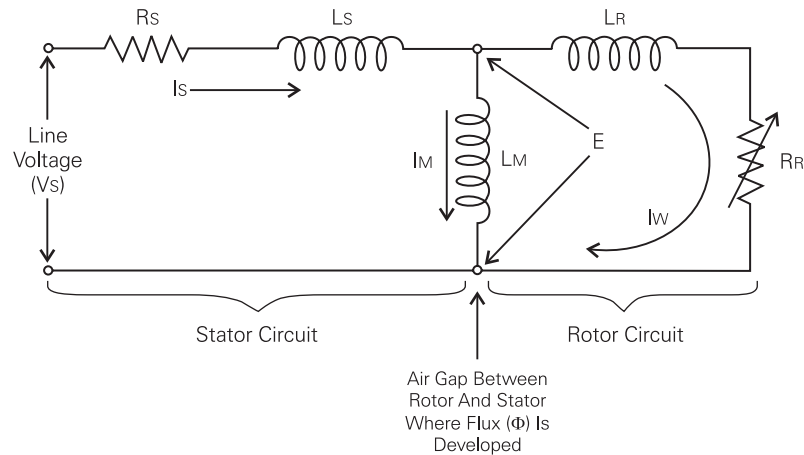 Rs
Ls
LR
Is
Line
Voltage
(Vs)
IM
LM
E
RR
Iw
Stator Circuit
Rotor Circuit
Air Gap Between
Rotor And Stator
Where Flux (Φ) Is
Developed